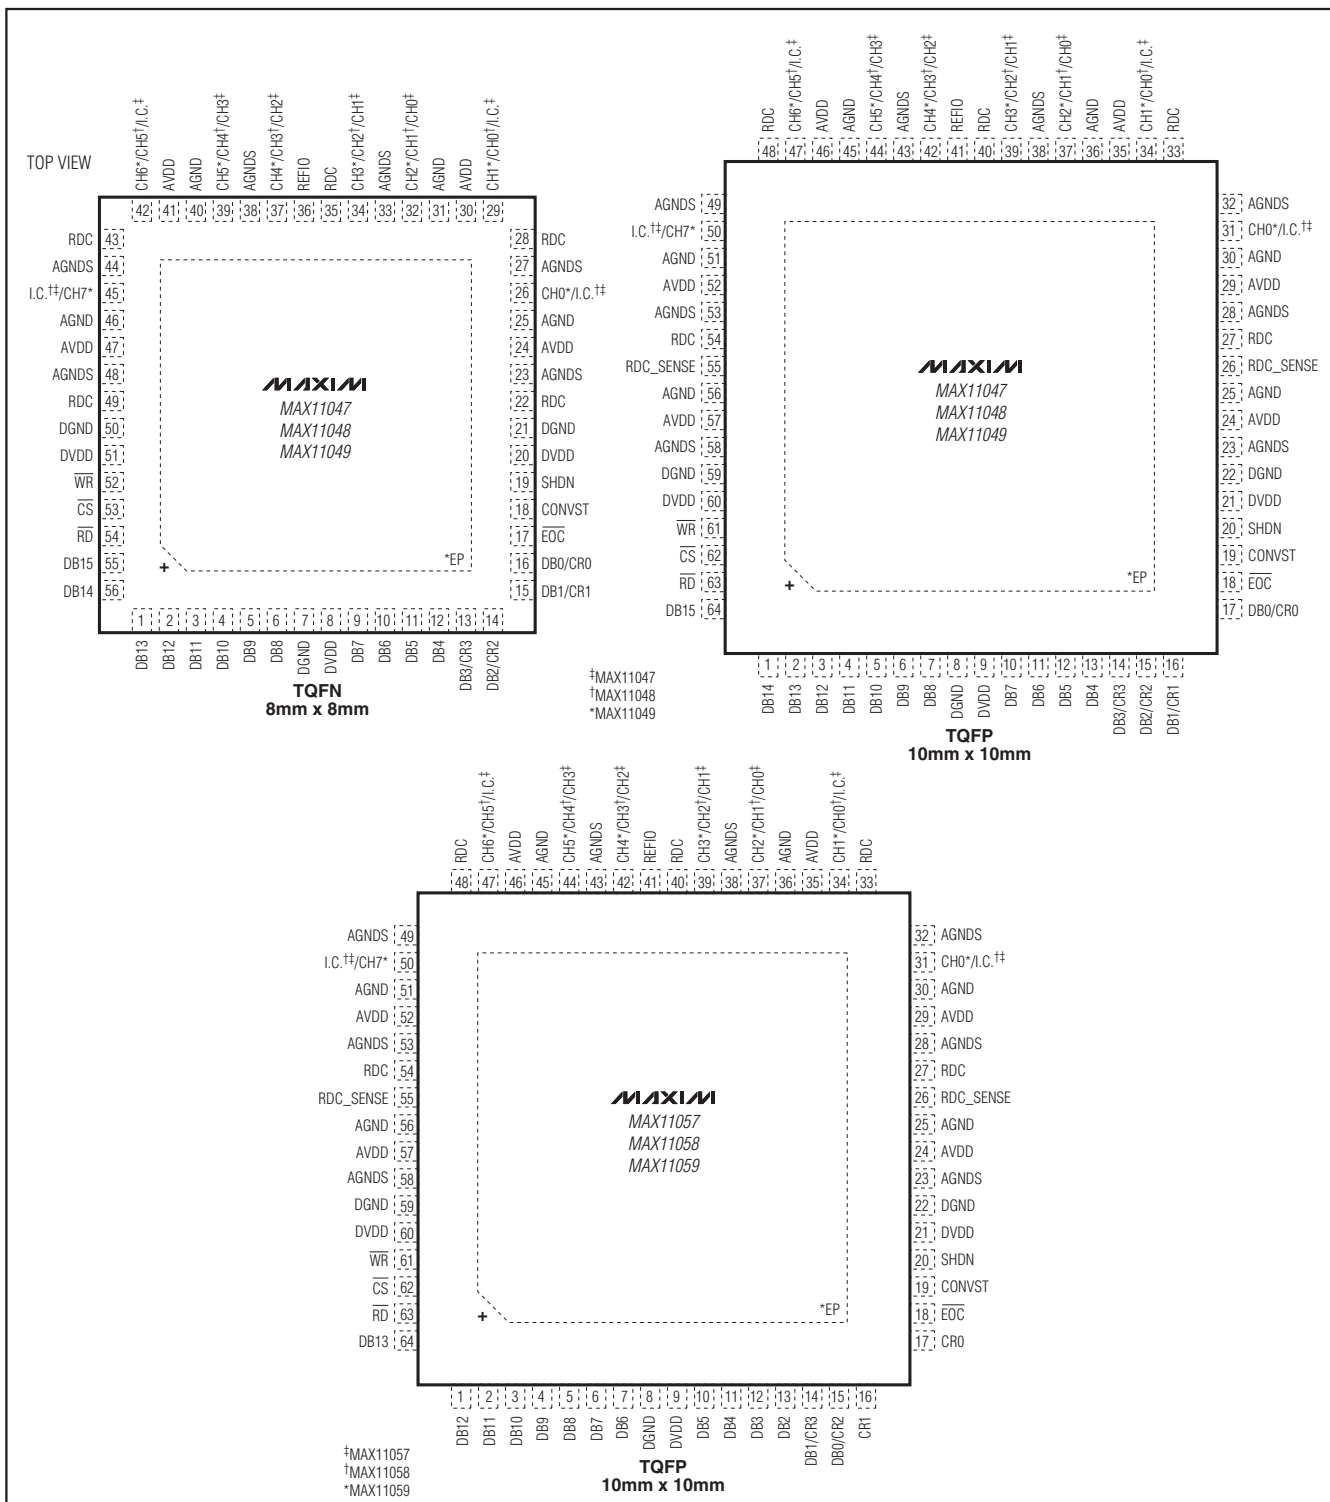 TOP VIEW
CH6*/CH5†/I.C.‡
AVDD
AGND
CH5*/CH4†/CH3‡
AGNDS
CH4*/CH3†/CH2‡
REFIO
RDC
CH3*/CH2†/CH1‡
AGNDS
CH2*/CH1†/CH0‡
AGND
AVDD
CH1*/CH0†/I.C.‡
42 41 40 39 38 37 36 35 34 33 32 31 30 29
RDC 43
AGNDS 44
I.C.†‡/CH7* 45
AGND 46
AVDD 47
AGNDS 48
RDC 49
DGND 50
DVDD 51
WR 52
CS 53
RD 54
DB15 55
DB14 56
28 RDC
27 AGNDS
26 CH0*/I.C.†‡
25 AGND
24 AVDD
23 AGNDS
22 RDC
21 DGND
20 DVDD
19 SHDN
18 CONVST
17 EOC
16 DB0/CR0
15 DB1/CR1
MAXIM
MAX11047
MAX11048
MAX11049
+
*EP
1 2 3 4 5 6 7 8 9 10 11 12 13 14
DB13
DB12
DB11
DB10
DB9
DB8
DGND
DVDD
DB7
DB6
DB5
DB4
DB3/CR3
DB2/CR2
TQFN
8mm x 8mm
RDC
CH6*/CH5†/I.C.‡
AVDD
AGND
CH5*/CH4†/CH3‡
AGNDS
CH4*/CH3†/CH2‡
REFIO
RDC
CH3*/CH2†/CH1‡
AGNDS
CH2*/CH1†/CH0‡
AGND
AVDD
CH1*/CH0†/I.C.‡
RDC
48 47 46 45 44 43 42 41 40 39 38 37 36 35 34 33
AGNDS 49
I.C.†‡/CH7* 50
AGND 51
AVDD 52
AGNDS 53
RDC 54
RDC_SENSE 55
AGND 56
AVDD 57
AGNDS 58
DGND 59
DVDD 60
WR 61
CS 62
RD 63
DB15 64
32 AGNDS
31 CH0*/I.C.†‡
30 AGND
29 AVDD
28 AGNDS
27 RDC
26 RDC_SENSE
25 AGND
24 AVDD
23 AGNDS
22 DGND
21 DVDD
20 SHDN
19 CONVST
18 EOC
17 DB0/CR0
MAXIM
MAX11047
MAX11048
MAX11049
+
*EP
1 2 3 4 5 6 7 8 9 10 11 12 13 14 15 16
DB14
DB13
DB12
DB11
DB10
DB9
DB8
DGND
DVDD
DB7
DB6
DB5
DB4
DB3/CR3
DB2/CR2
DB1/CR1
TQFP
10mm x 10mm
‡MAX11047
†MAX11048
*MAX11049
RDC
CH6*/CH5†/I.C.‡
AVDD
AGND
CH5*/CH4†/CH3‡
AGNDS
CH4*/CH3†/CH2‡
REFIO
RDC
CH3*/CH2†/CH1‡
AGNDS
CH2*/CH1†/CH0‡
AGND
AVDD
CH1*/CH0†/I.C.‡
RDC
48 47 46 45 44 43 42 41 40 39 38 37 36 35 34 33
AGNDS 49
I.C.†‡/CH7* 50
AGND 51
AVDD 52
AGNDS 53
RDC 54
RDC_SENSE 55
AGND 56
AVDD 57
AGNDS 58
DGND 59
DVDD 60
WR 61
CS 62
RD 63
DB13 64
32 AGNDS
31 CH0*/I.C.†‡
30 AGND
29 AVDD
28 AGNDS
27 RDC
26 RDC_SENSE
25 AGND
24 AVDD
23 AGNDS
22 DGND
21 DVDD
20 SHDN
19 CONVST
18 EOC
17 CR0
MAXIM
MAX11057
MAX11058
MAX11059
+
*EP
1 2 3 4 5 6 7 8 9 10 11 12 13 14 15 16
DB12
DB11
DB10
DB9
DB8
DB7
DB6
DGND
DVDD
DB5
DB4
DB3
DB2
DB1/CR3
DB0/CR2
CR1
‡MAX11057
†MAX11058
*MAX11059
TQFP
10mm x 10mm